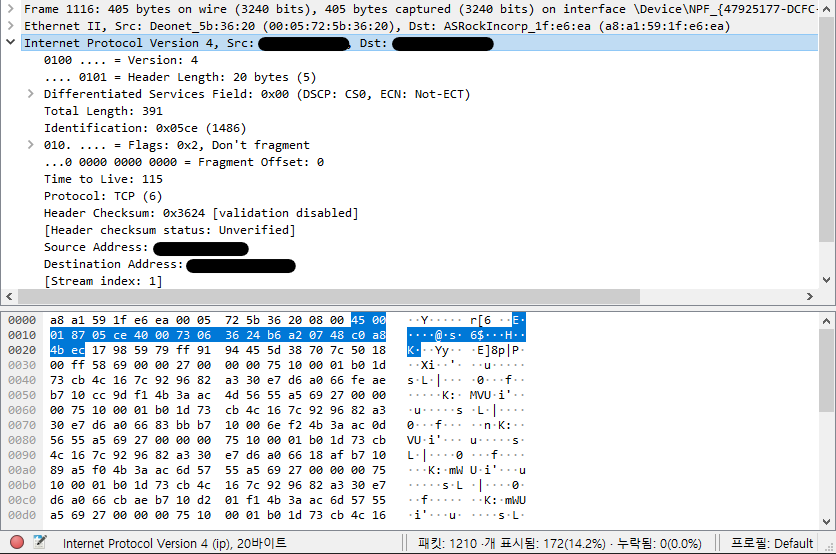 Frame 1116: 405 bytes on wire (3240 bits), 405 bytes captured (3240 bits) on interface \Device\NPF_{47925177-DCFC-
Ethernet II, Src: Deonet_5b:36:20 (00:05:72:5b:36:20), Dst: ASRockIncorp_1f:e6:ea (a8:a1:59:1f:e6:ea)
Internet Protocol Version 4, Src: , Dst:
0100 .... = Version: 4
.... 0101 = Header Length: 20 bytes (5)
Differentiated Services Field: 0x00 (DSCP: CS0, ECN: Not-ECT)
Total Length: 391
Identification: 0x05ce (1486)
010. .... = Flags: 0x2, Don't fragment
...0 0000 0000 0000 = Fragment Offset: 0
Time to Live: 115
Protocol: TCP (6)
Header Checksum: 0x3624 [validation disabled]
[Header checksum status: Unverified]
Source Address:
Destination Address:
[Stream index: 1]
0000 a8 a1 59 1f e6 ea 00 05 72 5b 36 20 08 00 45 00 ··Y····· r[6 ··E·
0010 01 87 05 ce 40 00 73 06 36 24 b6 a2 07 48 c0 a8 ····@·s· 6$···H··
0020 4b ec 17 98 59 79 ff 91 94 45 5d 38 70 7c 50 18 K···Yy·· ·E]8p|P·
0030 00 ff 58 69 00 00 27 00 00 00 75 10 00 01 b0 1d ··Xi··'· ··u·····
0040 73 cb 4c 16 7c 92 96 82 a3 30 e7 d6 a0 66 fe ae s·L·|··· ·0···f··
0050 b7 10 cc 9d f1 4b 3a ac 4d 56 55 a5 69 27 00 00 ·····K:· MVU·i'··
0060 00 75 10 00 01 b0 1d 73 cb 4c 16 7c 92 96 82 a3 ·u·····s ·L·|····
0070 30 e7 d6 a0 66 83 bb b7 10 00 6e f2 4b 3a ac 0d 0···f··· ··n·K:··
0080 56 55 a5 69 27 00 00 00 75 10 00 01 b0 1d 73 cb VU·i'··· u·····s·
0090 4c 16 7c 92 96 82 a3 30 e7 d6 a0 66 18 af b7 10 L·|····0 ···f····
00a0 89 a5 f0 4b 3a ac 6d 57 55 a5 69 27 00 00 00 75 ···K:·mW U·i'···u
00b0 10 00 01 b0 1d 73 cb 4c 16 7c 92 96 82 a3 30 e7 ·····s·L ·|····0·
00c0 d6 a0 66 cb ae b7 10 d2 01 f1 4b 3a ac 6d 57 55 ··f····· ··K:·mWU
00d0 a5 69 27 00 00 00 75 10 00 01 b0 1d 73 cb 4c 16 ·i'···u· ····s·L·
Internet Protocol Version 4 (ip), 20바이트 패킷: 1210 ·개 표시됨: 172(14.2%) · 누락됨: 0(0.0%) 프로필: Default